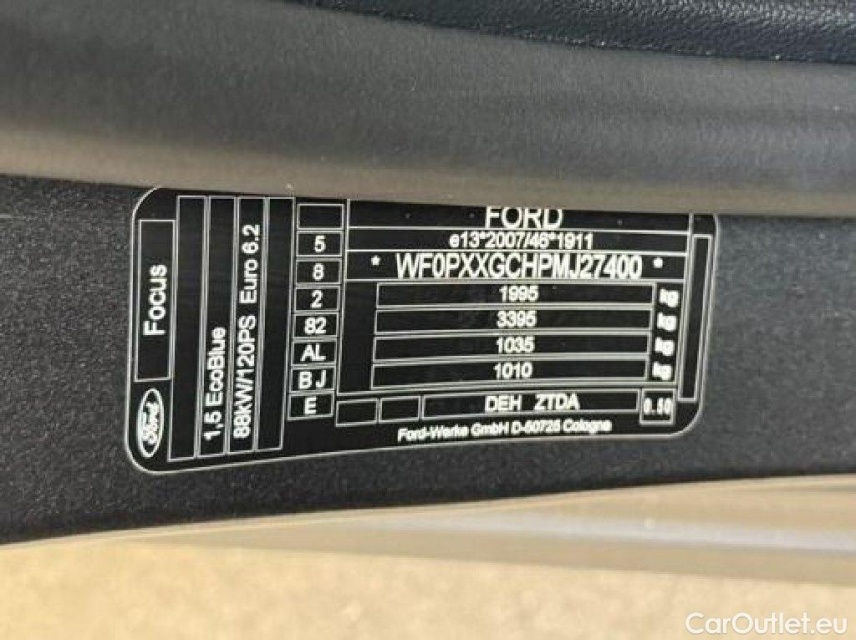 FORD
e13*2007/46*1911
* WF0PXXGCHPMJ27400 *
1995 kg
3395 kg
1035 kg
1010 kg
DEH ZTDA
0.50
Ford-Werke GmbH D-50725 Cologne
5
8
2
82
AL
B J
E
Focus
Ford
1,5 EcoBlue
88kW/120PS Euro 6.2
CarOutlet.eu